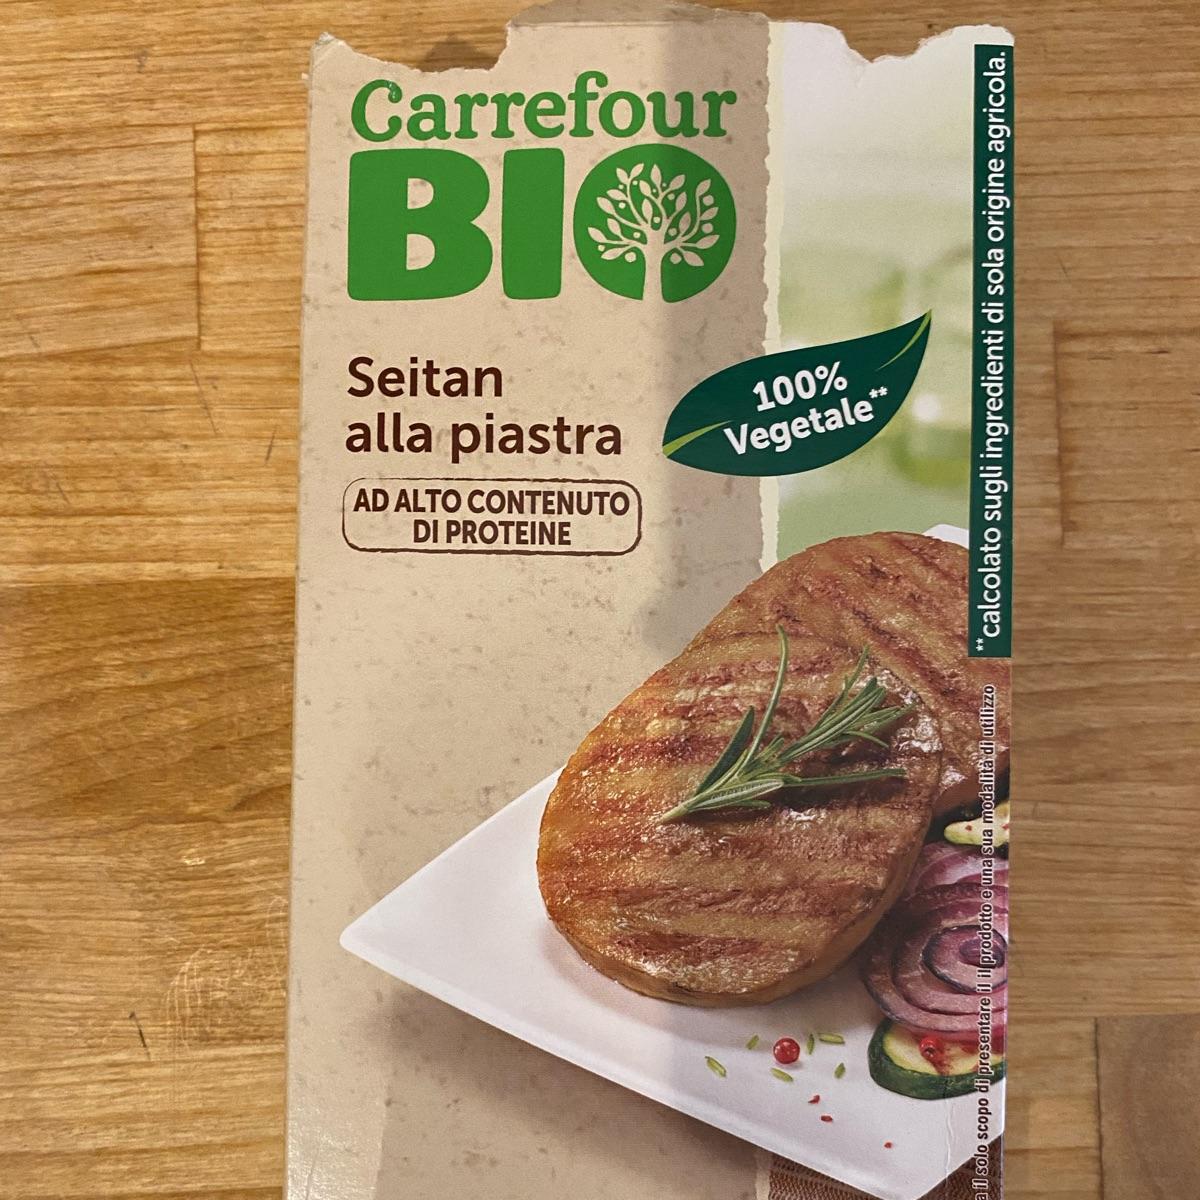 Carrefour
BIO
Seitan
alla piastra
AD ALTO CONTENUTO
DI PROTEINE
100%
Vegetale**
**calcolato sugli ingredienti di sola origine agricola.
a il solo scopo di presentare il il prodotto e una sua modalità di utilizzo